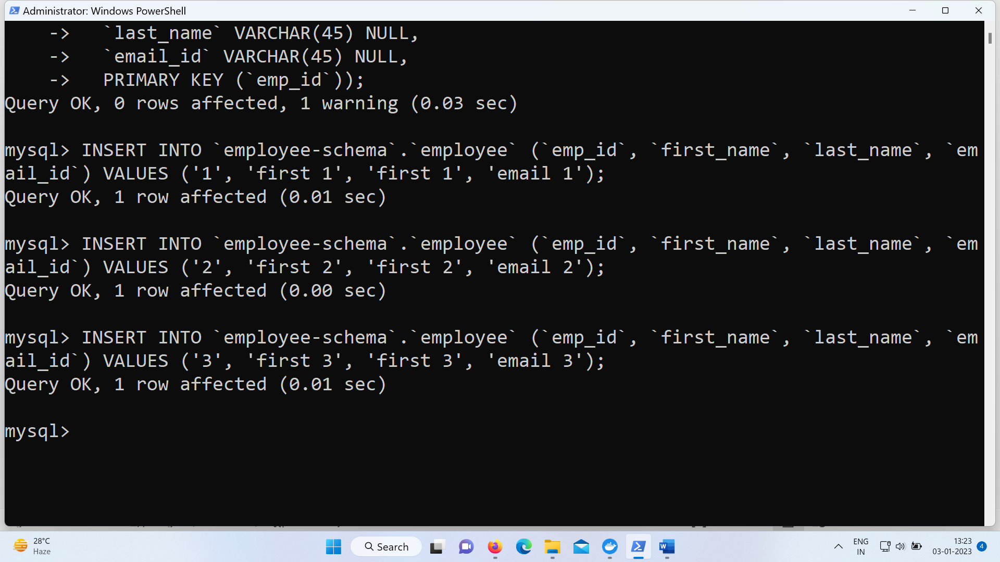 Administrator: Windows PowerShell
    ->   `last_name` VARCHAR(45) NULL,
    ->   `email_id` VARCHAR(45) NULL,
    ->   PRIMARY KEY (`emp_id`));
Query OK, 0 rows affected, 1 warning (0.03 sec)

mysql> INSERT INTO `employee-schema`.`employee` (`emp_id`, `first_name`, `last_name`, `em
ail_id`) VALUES ('1', 'first 1', 'first 1', 'email 1');
Query OK, 1 row affected (0.01 sec)

mysql> INSERT INTO `employee-schema`.`employee` (`emp_id`, `first_name`, `last_name`, `em
ail_id`) VALUES ('2', 'first 2', 'first 2', 'email 2');
Query OK, 1 row affected (0.00 sec)

mysql> INSERT INTO `employee-schema`.`employee` (`emp_id`, `first_name`, `last_name`, `em
ail_id`) VALUES ('3', 'first 3', 'first 3', 'email 3');
Query OK, 1 row affected (0.01 sec)

mysql>
28°C
Haze
Search
ENG
IN
13:23
03-01-2023
4